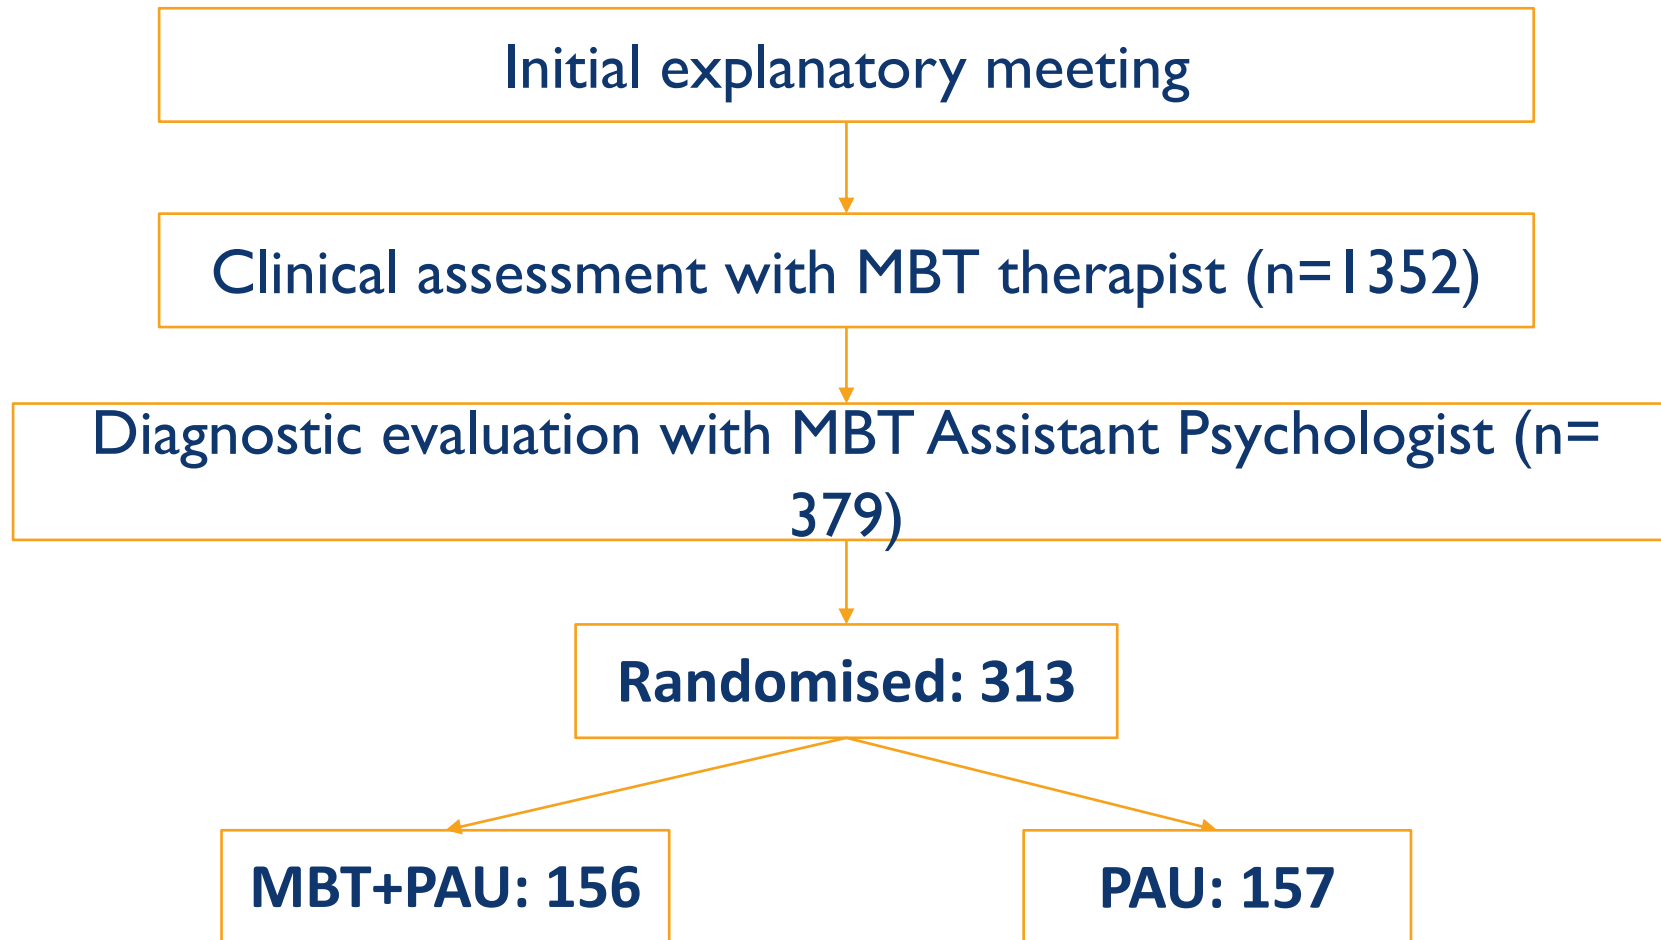 Initial explanatory meeting
Clinical assessment with MBT therapist (n=1352)
Diagnostic evaluation with MBT Assistant Psychologist (n=
379)
Randomised: 313
MBT+PAU: 156
PAU: 157